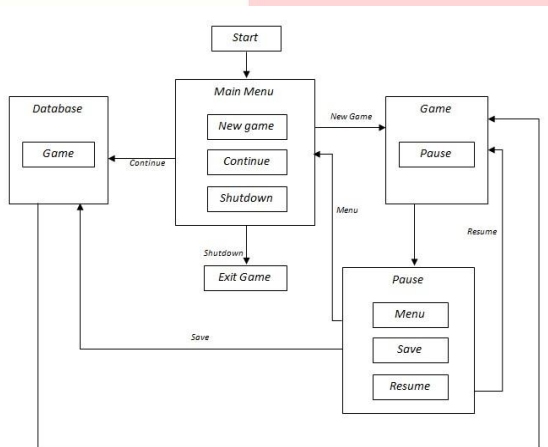 Start
Main Menu
New game
Continue
Shutdown
Database
Game
Continue
New Game
Game
Pause
Menu
Resume
Shutdown
Exit Game
Pause
Menu
Save
Resume
Save